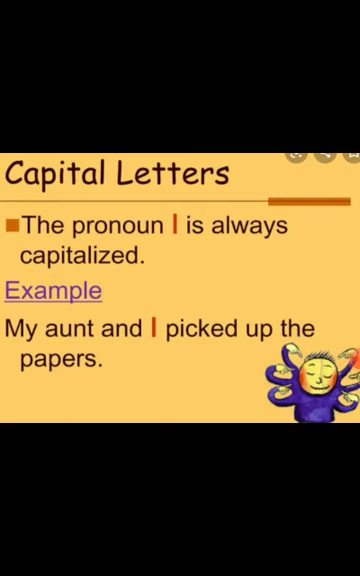 Capital Letters
The pronoun I is always
capitalized.
Example
My aunt and I picked up the
papers.